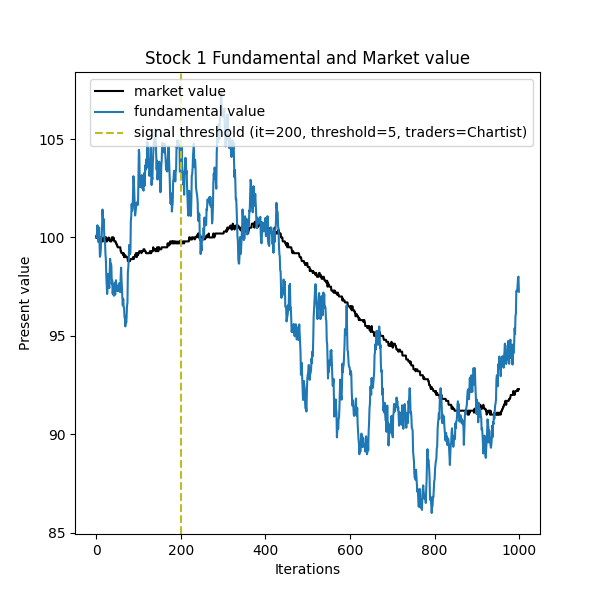 Stock 1 Fundamental and Market value
market value
fundamental value
signal threshold (it=200, threshold=5, traders=Chartist)
105
100
95
90
85
Present value
0 200 400 600 800 1000
Iterations